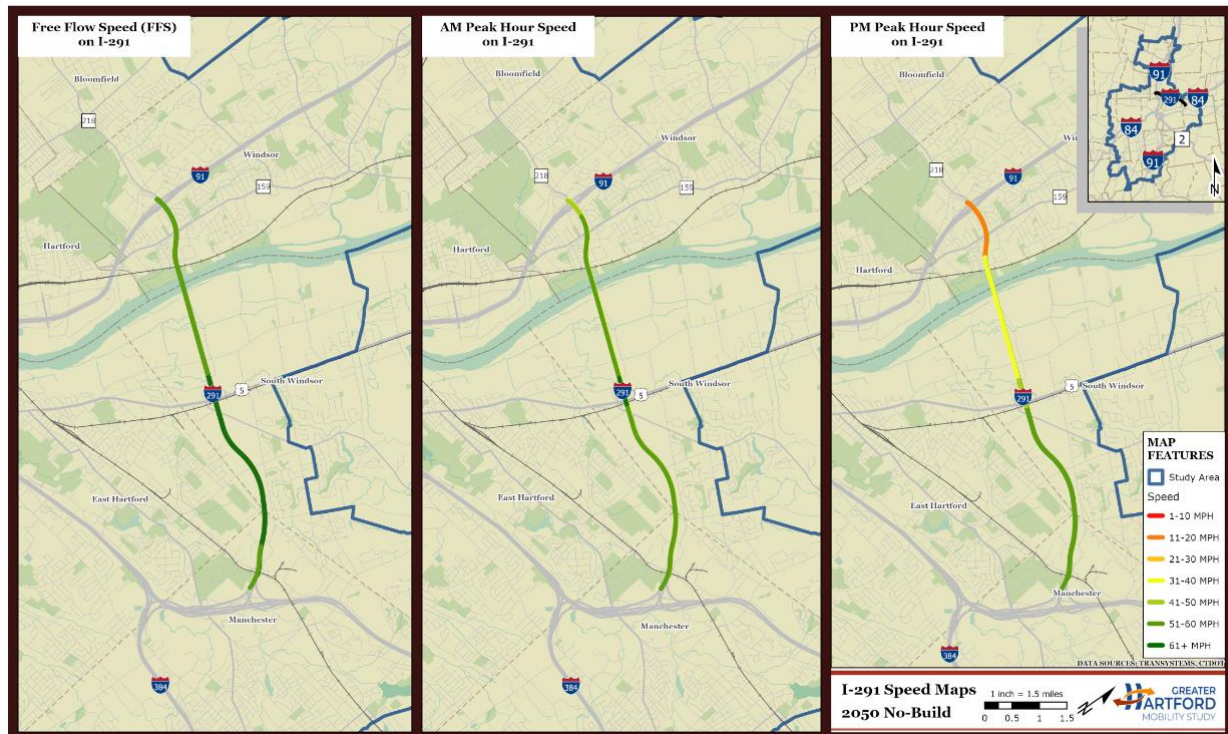 Free Flow Speed (FFS)
on I-291
Bloomfield
218
Windsor
91
159
Hartford
291
5
South Windsor
East Hartford
Manchester
384
AM Peak Hour Speed
on I-291
Bloomfield
218
91
Windsor
159
Hartford
291
5
South Windsor
East Hartford
Manchester
384
PM Peak Hour Speed
on I-291
Bloomfield
218
91
159
Hartford
291
5
South Windsor
East Hartford
Manchester
384
91
291
84
84
2
91
N
MAP
FEATURES
Study Area
Speed
1-10 MPH
11-20 MPH
21-30 MPH
31-40 MPH
41-50 MPH
51-60 MPH
61+ MPH
DATA SOURCES: TRANSYSTEMS, CTDOT
I-291 Speed Maps
2050 No-Build
1 inch = 1.5 miles
0 0.5 1 1.5
N
GREATER
HARTFORD
MOBILITY STUDY